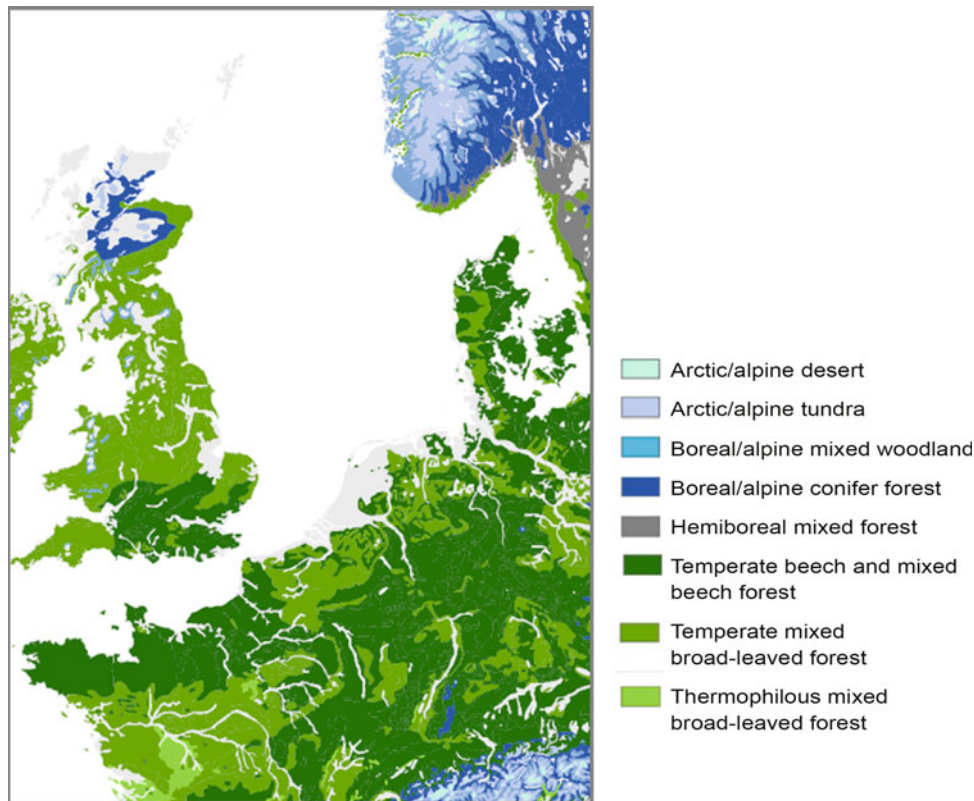 Arctic/alpine desert
Arctic/alpine tundra
Boreal/alpine mixed woodland
Boreal/alpine conifer forest
Hemiboreal mixed forest
Temperate beech and mixed
beech forest
Temperate mixed
broad-leaved forest
Thermophilous mixed
broad-leaved forest